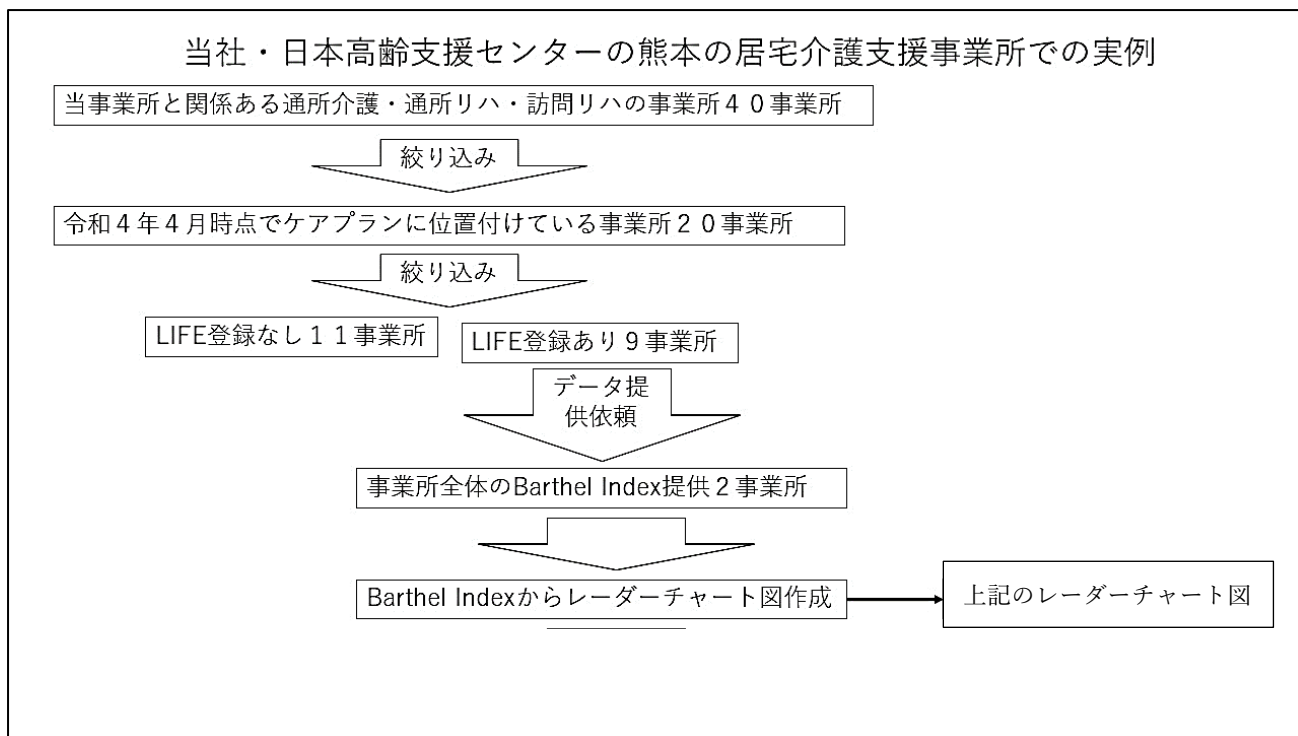 当社・日本高齢支援センターの熊本の居宅介護支援事業所での実例
当事業所と関係ある通所介護・通所リハ・訪問リハの事業所４０事業所
絞り込み
令和４年４月時点でケアプランに位置付けている事業所２０事業所
絞り込み
LIFE登録なし１１事業所
LIFE登録あり９事業所
データ提
供依頼
事業所全体のBarthel Index提供２事業所
Barthel Indexからレーダーチャート図作成
上記のレーダーチャート図